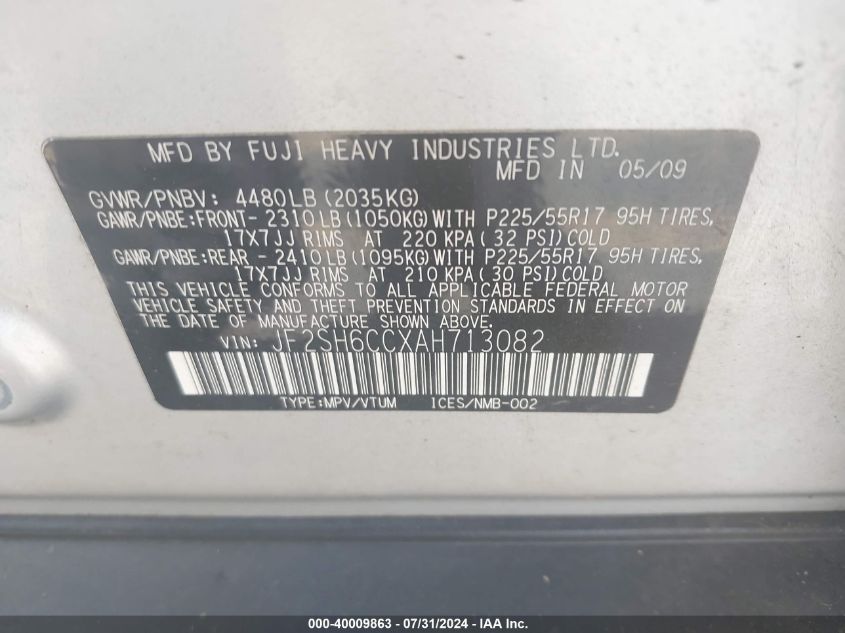 MFD BY FUJI HEAVY INDUSTRIES LTD.
MFD IN 05/09
GVWR/PNBV: 4480LB(2035KG)
GAWR/PNBE:FRONT- 2310LB(1050KG)WITH P225/55R17 95H TIRES,
17X7JJ RIMS AT 220 KPA( 32 PSI)COLD
GAWR/PNBE:REAR - 2410LB(1095KG)WITH P225/55R17 95H TIRES,
17X7JJ RIMS AT 210 KPA( 30 PSI)COLD
THIS VEHICLE CONFORMS TO ALL APPLICABLE FEDERAL MOTOR
VEHICLE SAFETY AND THEFT PREVENTION STANDARDS IN EFFECT ON
THE DATE OF MANUFACTURE SHOWN ABOVE.
VIN: JF2SH6CCXAH713082
TYPE:MPV/VTUM ICES/NMB-002
000-40009863 - 07/31/2024 - IAA Inc.